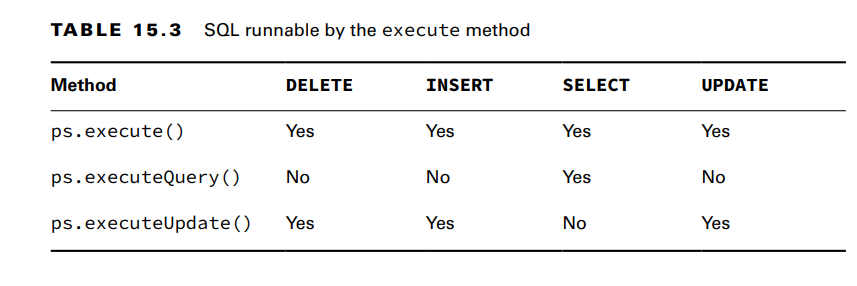 TABLE 15.3 SQL runnable by the execute method
Method DELETE INSERT SELECT UPDATE
ps.execute() Yes Yes Yes Yes
ps.executeQuery() No No Yes No
ps.executeUpdate() Yes Yes No Yes